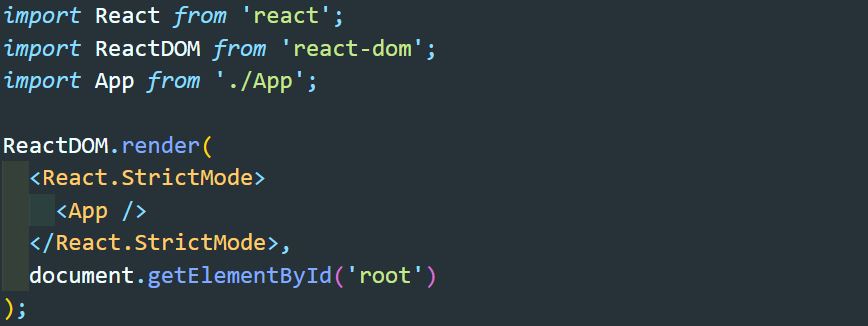 import React from 'react';
import ReactDOM from 'react-dom';
import App from './App';

ReactDOM.render(
  <React.StrictMode>
    <App />
  </React.StrictMode>,
  document.getElementById('root')
);